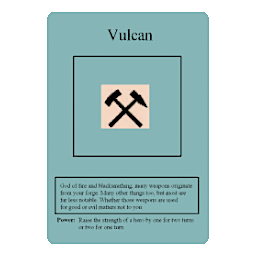 Vulcan
God of fire and blacksmithing, many weapons originate
from your forge. Many other things too, but most are
far less notable. Whether those weapons are used
for good or evil matters not to you
Power: Raise the strength of a hero by one for two turns
or two for one turn